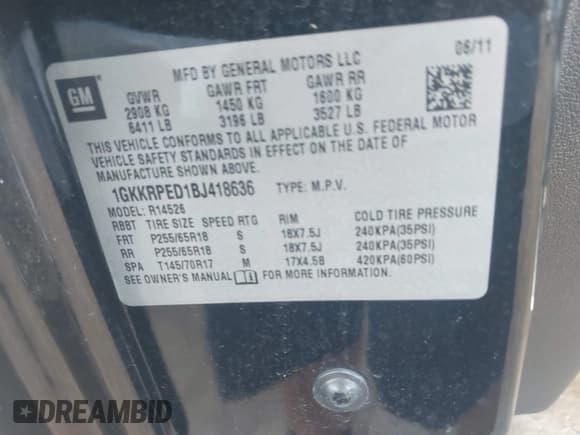 GM
MFD BY GENERAL MOTORS LLC
06/11
GVWR GAWR FRT GAWR RR
2908 KG 1450 KG 1600 KG
6411 LB 3196 LB 3527 LB
THIS VEHICLE CONFORMS TO ALL APPLICABLE U.S. FEDERAL MOTOR
VEHICLE SAFETY STANDARDS IN EFFECT ON THE DATE OF
MANUFACTURE SHOWN ABOVE.
1GKKRPED1BJ418636 TYPE: M.P.V.
MODEL: R14526
RBBT TIRE SIZE SPEED RTG RIM COLD TIRE PRESSURE
FRT P255/65R18 S 18X7.5J 240KPA(35PSI)
RR P255/65R18 S 18X7.5J 240KPA(35PSI)
SPA T145/70R17 M 17X4.5B 420KPA(60PSI)
SEE OWNER'S MANUAL FOR MORE INFORMATION.
DREAMBID